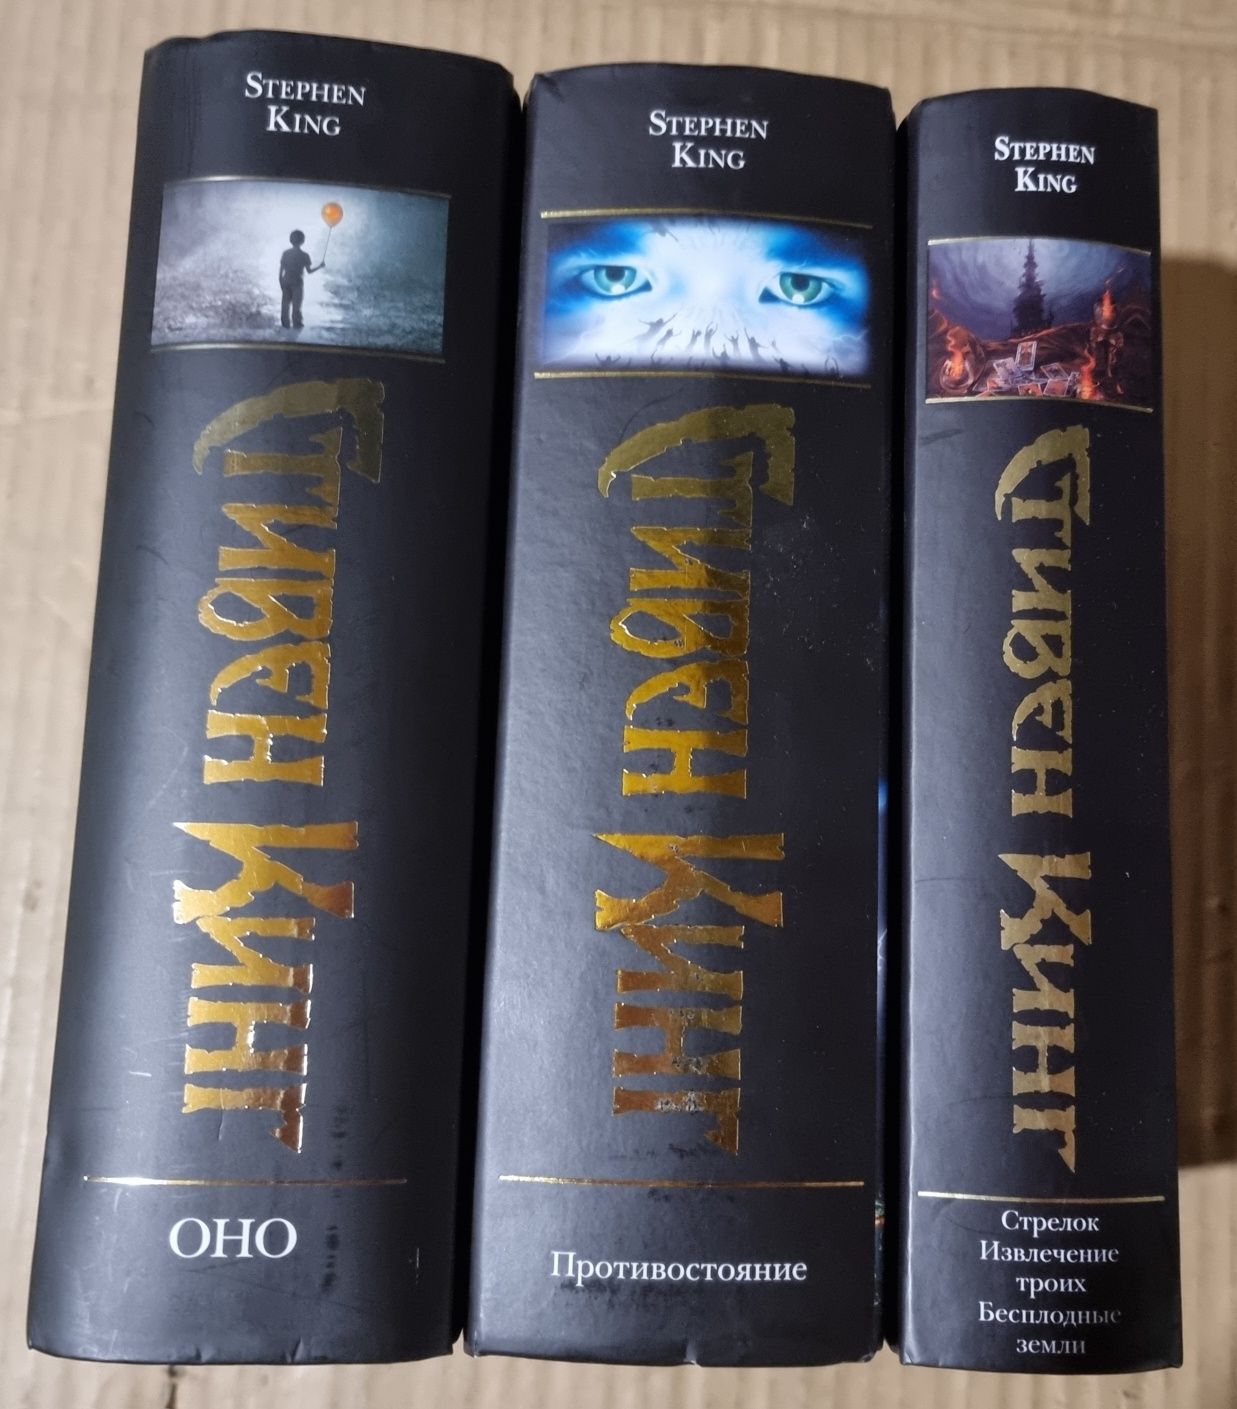 STEPHEN
KING
Стивен Кинг
ОНО
STEPHEN
KING
Стивен Кинг
Противостояние
STEPHEN
KING
Стивен Кинг
Стрелок
Извлечение
троих
Бесплодные
земли